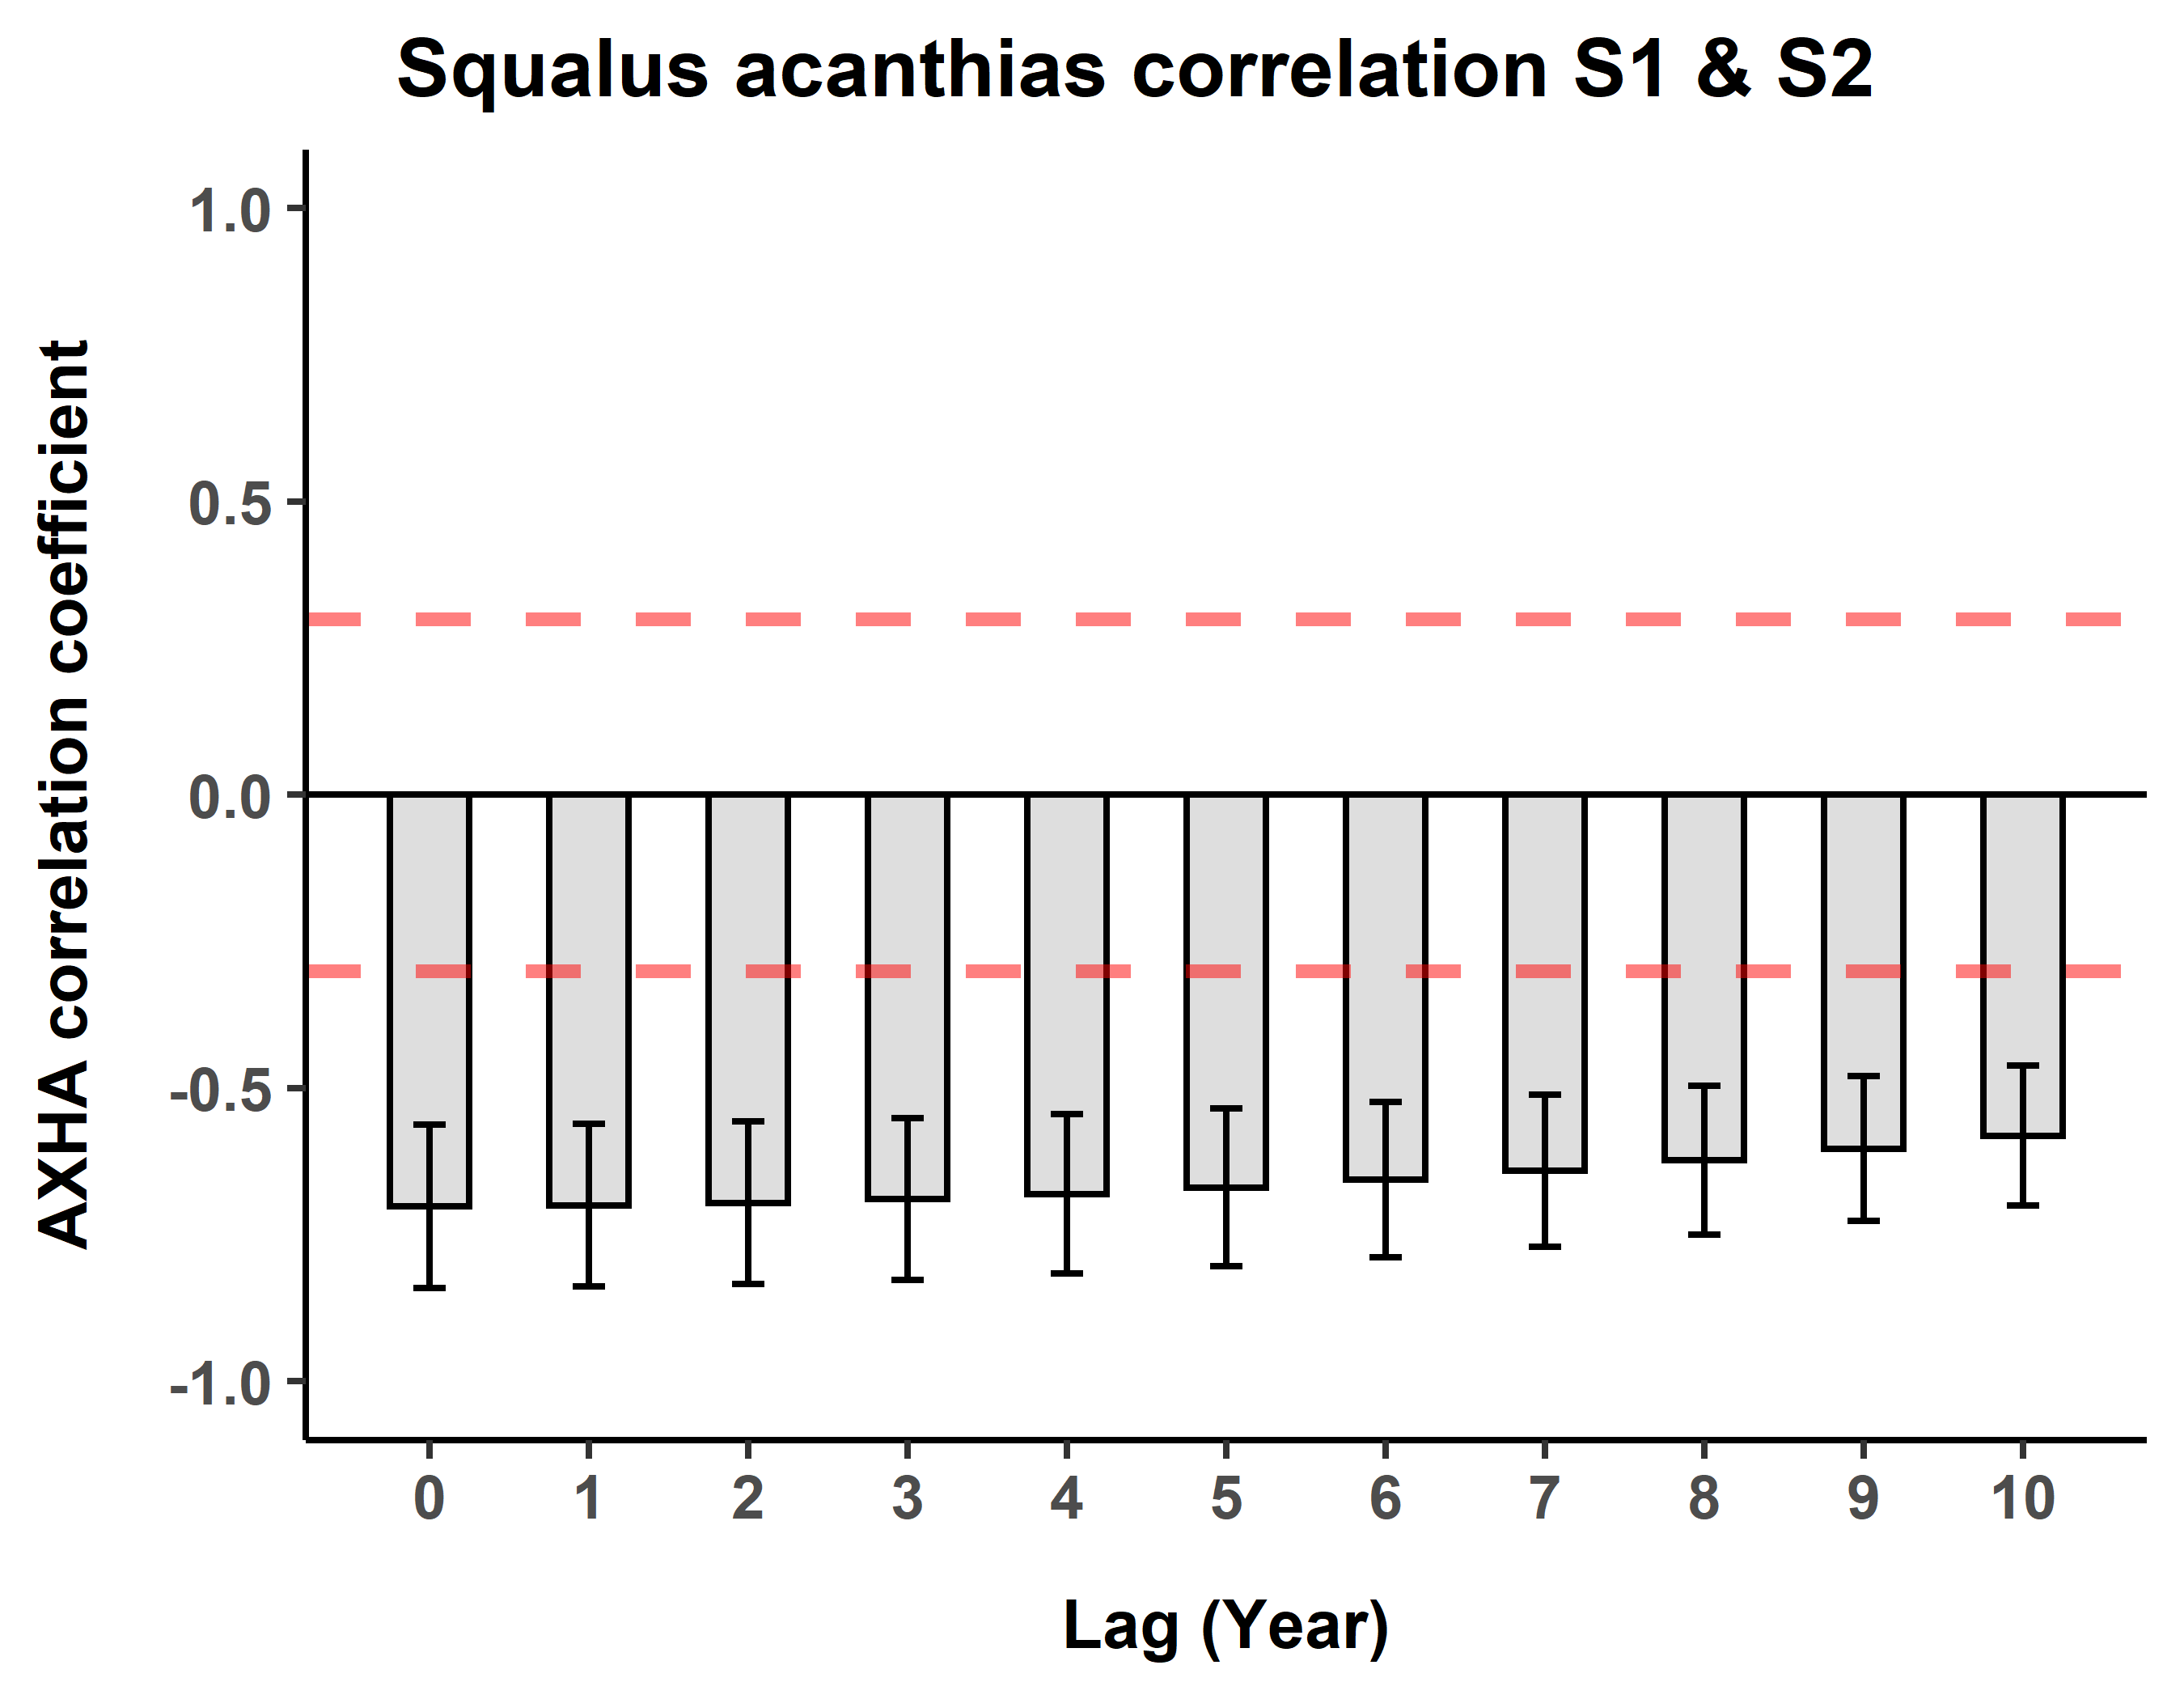 Squalus acanthias correlation S1 & S2
AXHA correlation coefficient
1.0
0.5
0.0
-0.5
-1.0
0 1 2 3 4 5 6 7 8 9 10
Lag (Year)